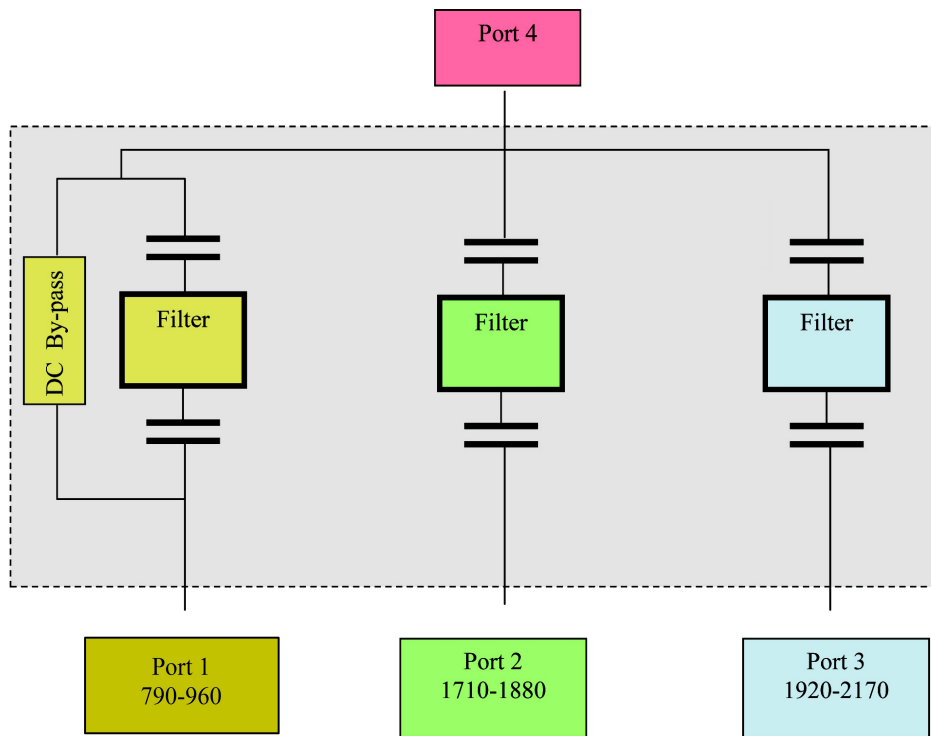 Port 4
DC By-pass
Filter
Filter
Filter
Port 1
790-960
Port 2
1710-1880
Port 3
1920-2170